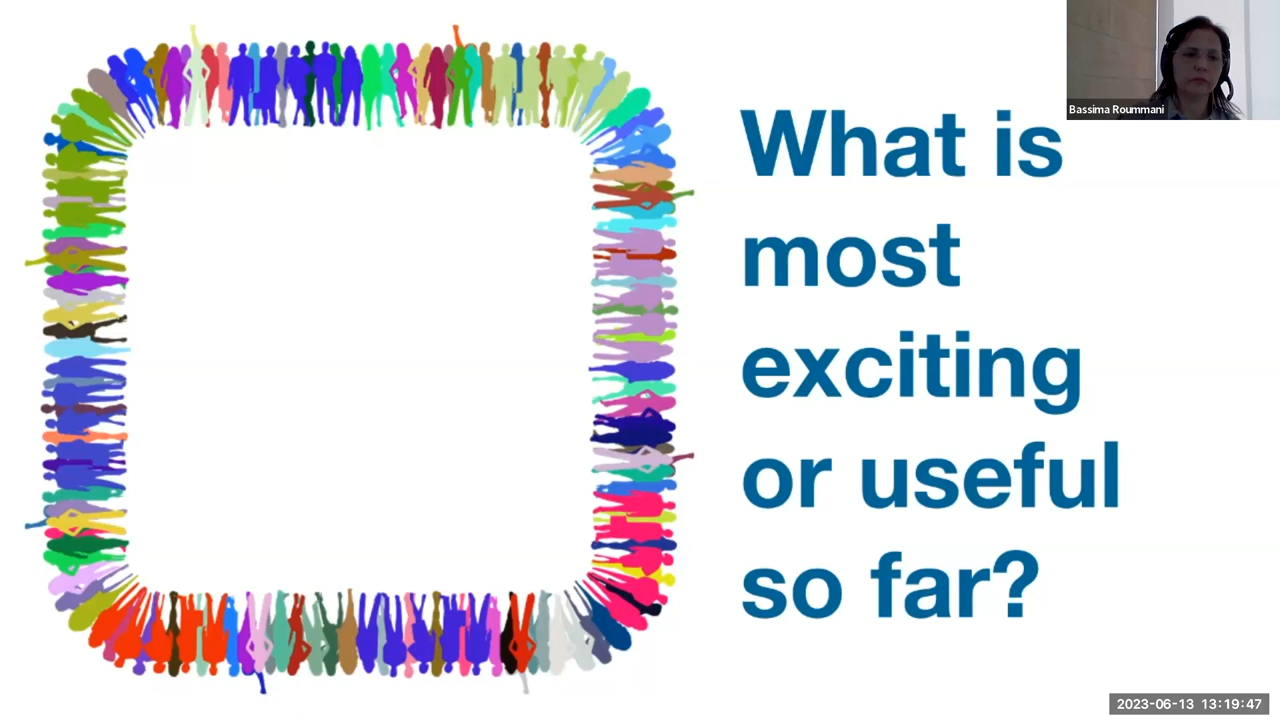 Bassima Roummani
What is
most
exciting
or useful
so far?
2023-06-13 13:19:47